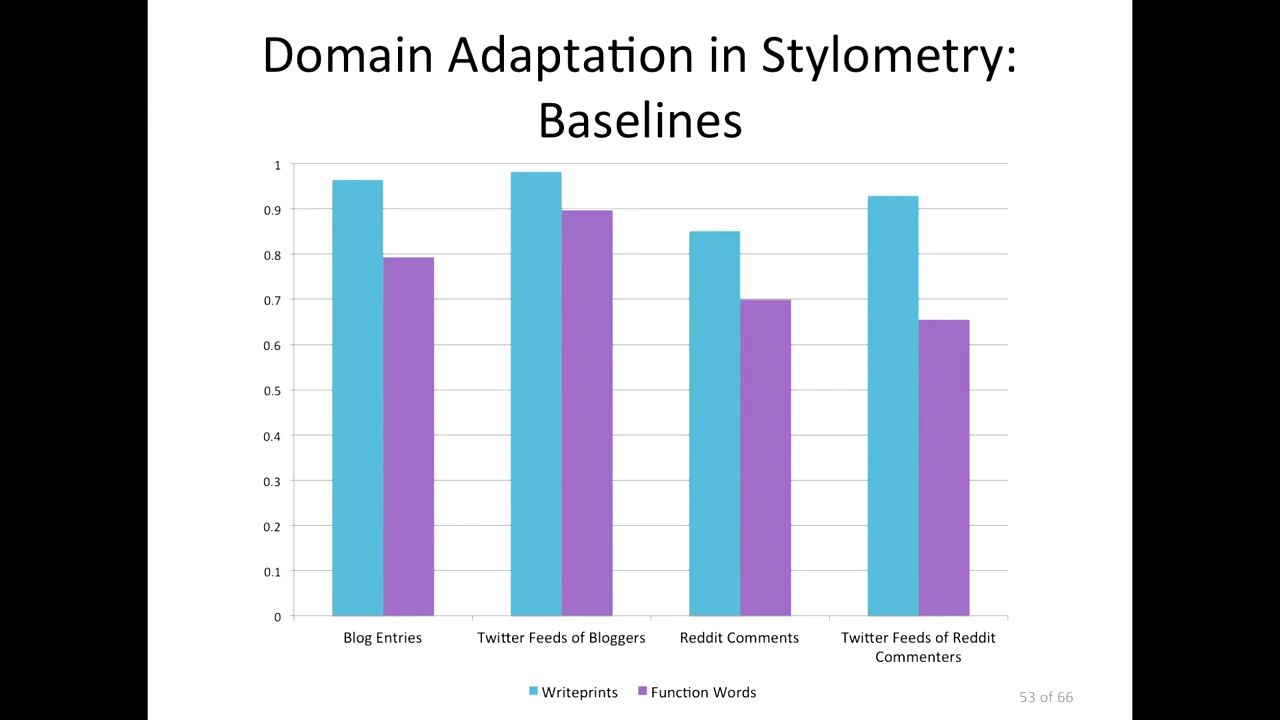 Domain Adaptation in Stylometry:
Baselines
1
0.9
0.8
0.7
0.6
0.5
0.4
0.3
0.2
0.1
0
Blog Entries
Twitter Feeds of Bloggers
Reddit Comments
Twitter Feeds of Reddit
Commenters
Writeprints
Function Words
53 of 66